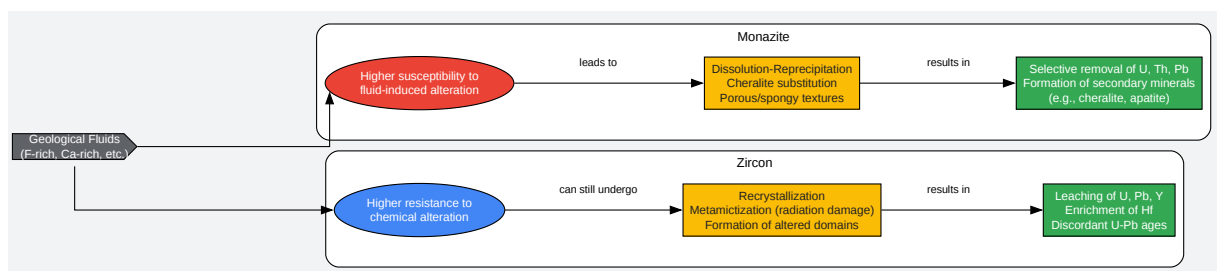 Monazite
Higher susceptibility to
fluid-induced alteration
leads to
Dissolution-Reprecipitation
Cheralite substitution
Porous/spongy textures
results in
Selective removal of U, Th, Pb
Formation of secondary minerals
(e.g., cheralite, apatite)
Geological Fluids
(F-rich, Ca-rich, etc.)
Zircon
Higher resistance to
chemical alteration
can still undergo
Recrystallization
Metamictization (radiation damage)
Formation of altered domains
results in
Leaching of U, Pb, Y
Enrichment of Hf
Discordant U-Pb ages